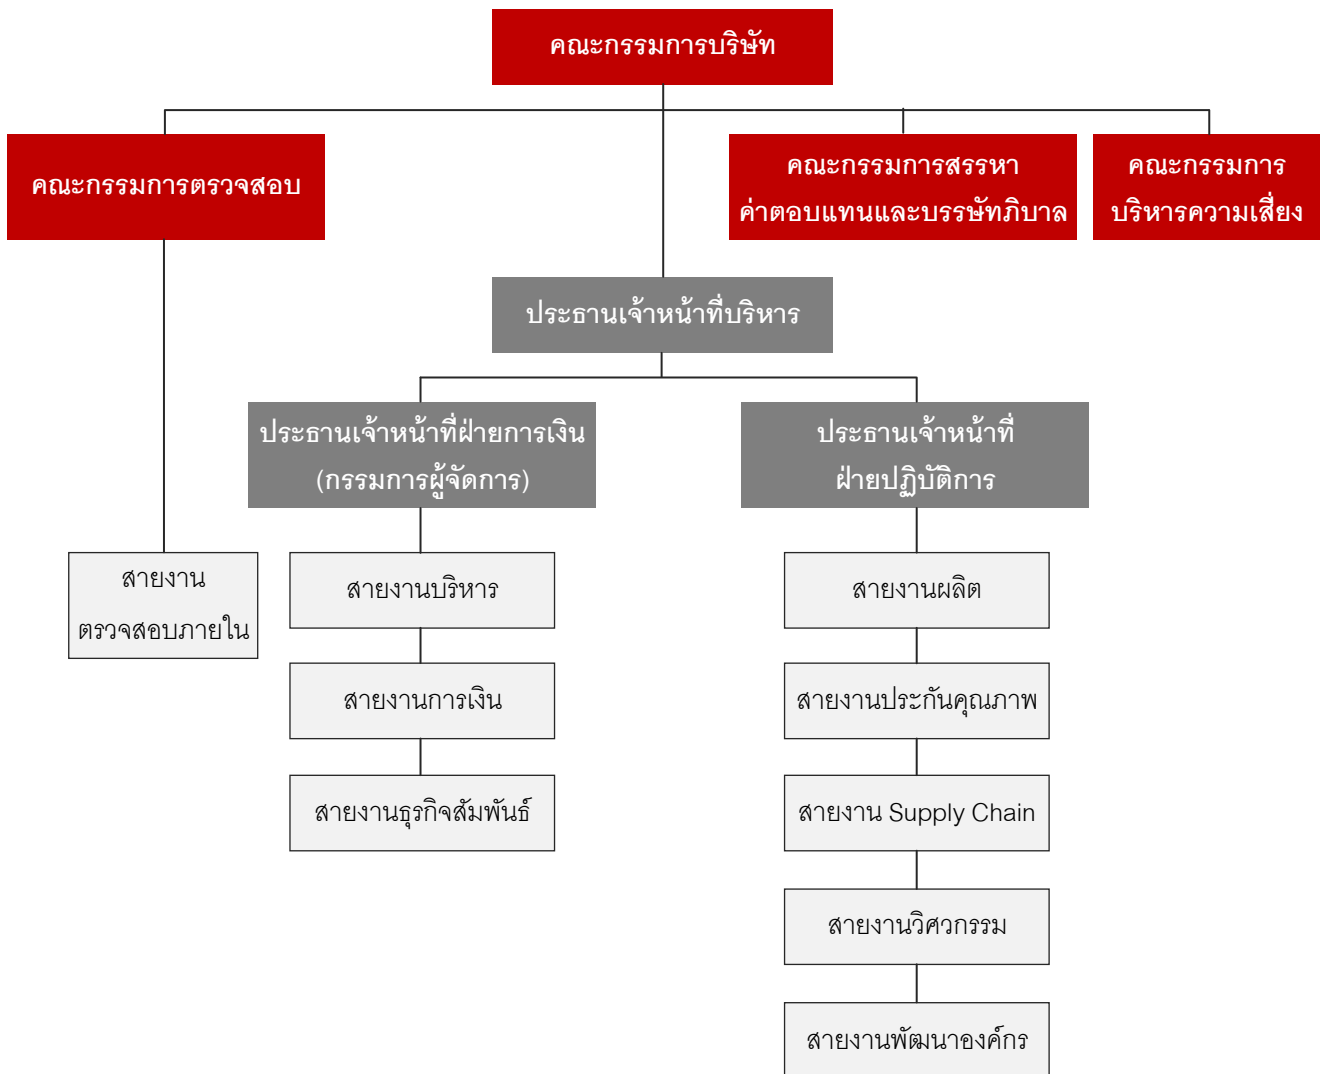 คณะกรรมการบริษัท
คณะกรรมการตรวจสอบ
คณะกรรมการสรรหา
ค่าตอบแทนและบรรษัทภิบาล
คณะกรรมการ
บริหารความเสี่ยง
ประธานเจ้าหน้าที่บริหาร
ประธานเจ้าหน้าที่ฝ่ายการเงิน
(กรรมการผู้จัดการ)
ประธานเจ้าหน้าที่
ฝ่ายปฏิบัติการ
สายงาน
ตรวจสอบภายใน
สายงานบริหาร
สายงานการเงิน
สายงานธุรกิจสัมพันธ์
สายงานผลิต
สายงานประกันคุณภาพ
สายงาน Supply Chain
สายงานวิศวกรรม
สายงานพัฒนาองค์กร